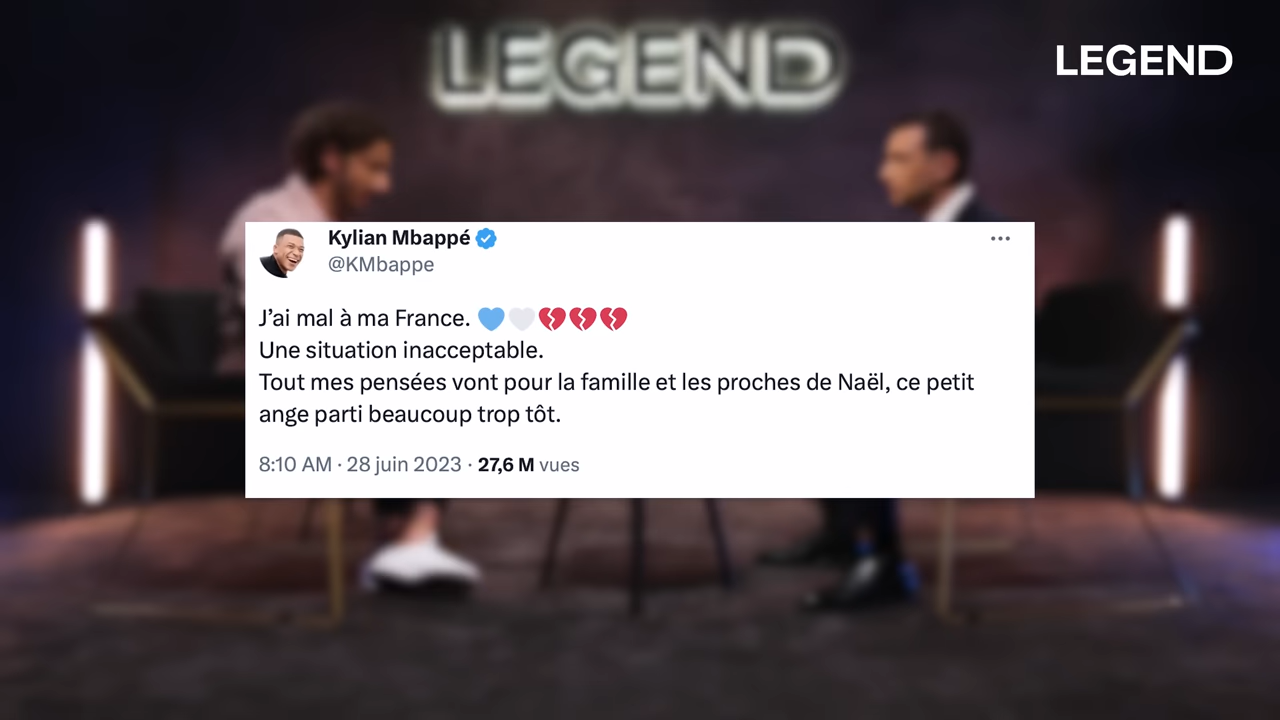 LEGEND
LEGEND
Kylian Mbappé
@KMbappe
J’ai mal à ma France. 🩵🤍💔💔💔
Une situation inacceptable.
Tout mes pensées vont pour la famille et les proches de Naël, ce petit
ange parti beaucoup trop tôt.
8:10 AM · 28 juin 2023 · 27,6 M vues